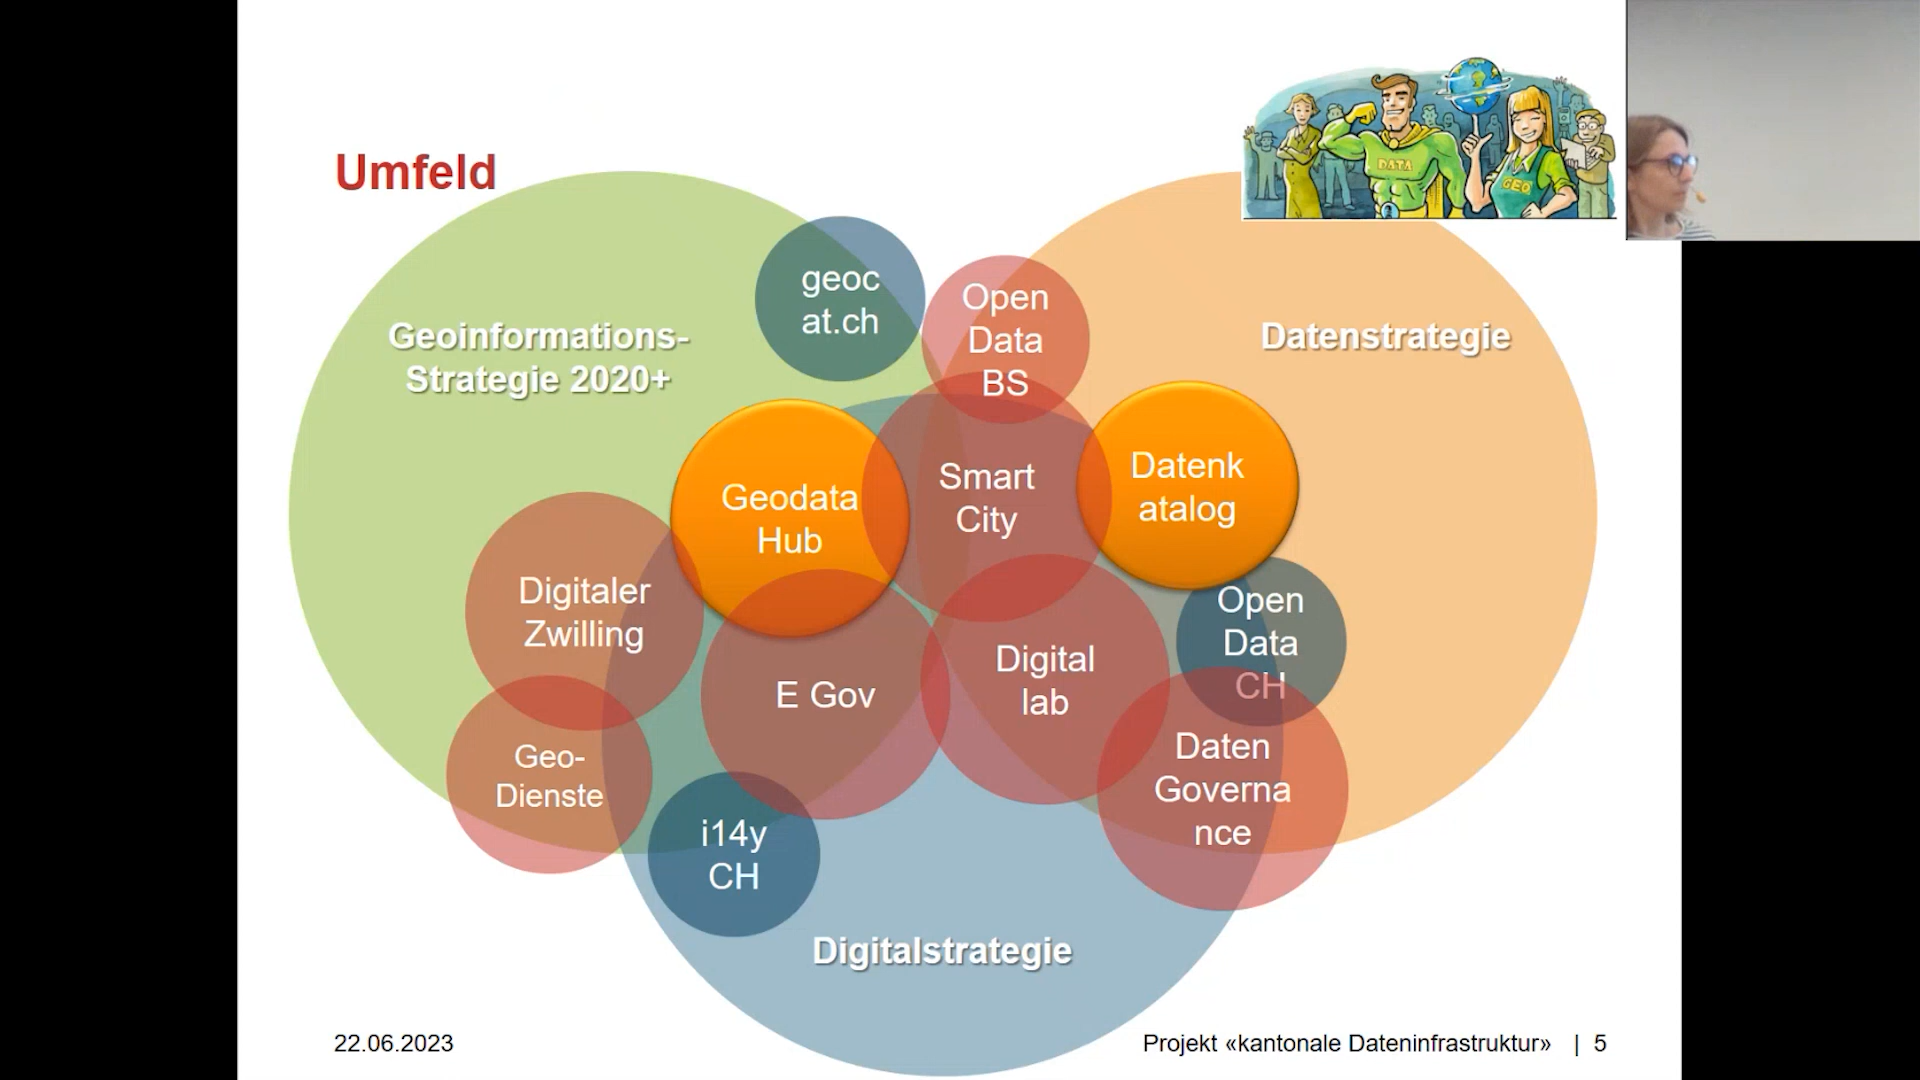 Umfeld
DATA
GEO
Geoinformations-
Strategie 2020+
geoc
at.ch
Open
Data
BS
Datenstrategie
Geodata
Hub
Smart
City
Datenk
atalog
Digitaler
Zwilling
E Gov
Digital
lab
Open
Data
CH
Geo-
Dienste
Daten
Governa
nce
i14y
CH
Digitalstrategie
22.06.2023
Projekt «kantonale Dateninfrastruktur» | 5